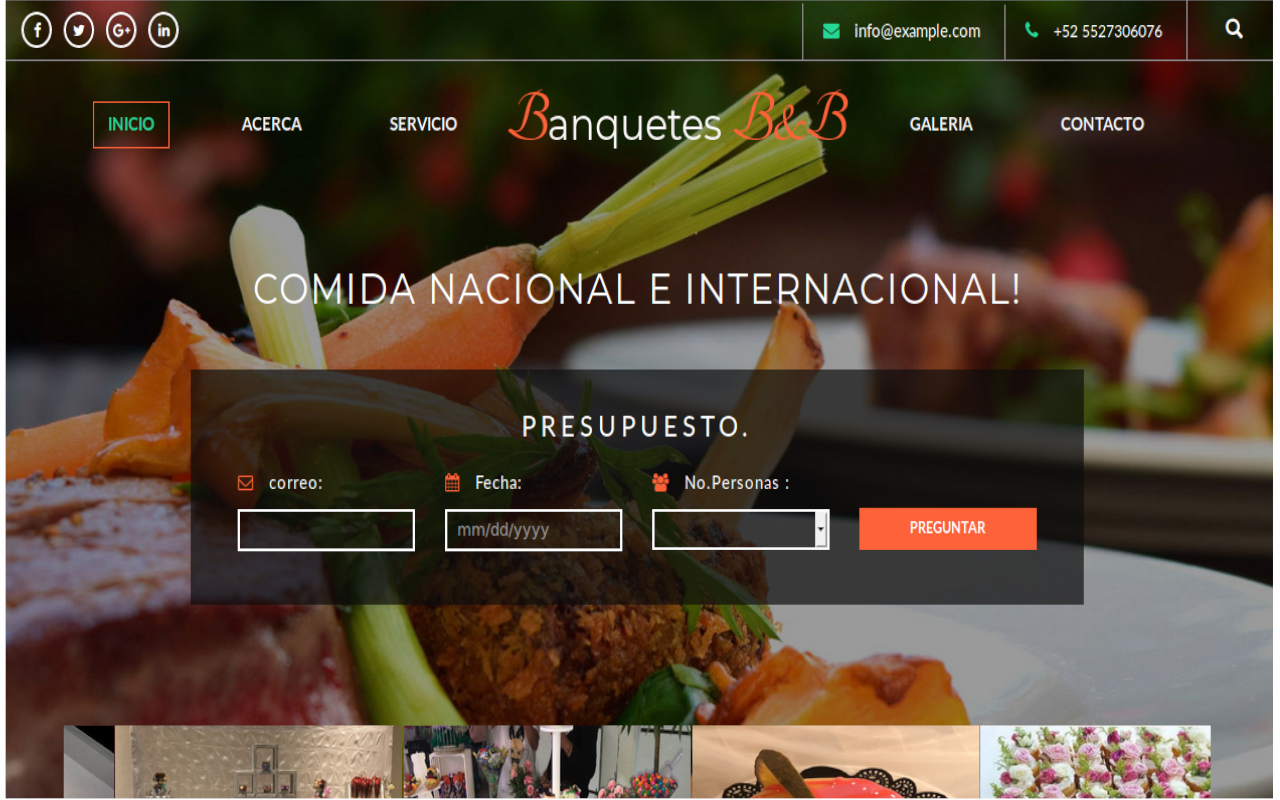 info@example.com
+52 5527306076
INICIO
ACERCA
SERVICIO
Banquetes B&B
GALERIA
CONTACTO
COMIDA NACIONAL E INTERNACIONAL!
PRESUPUESTO.
correo:
Fecha:
No.Personas :
mm/dd/yyyy
PREGUNTAR